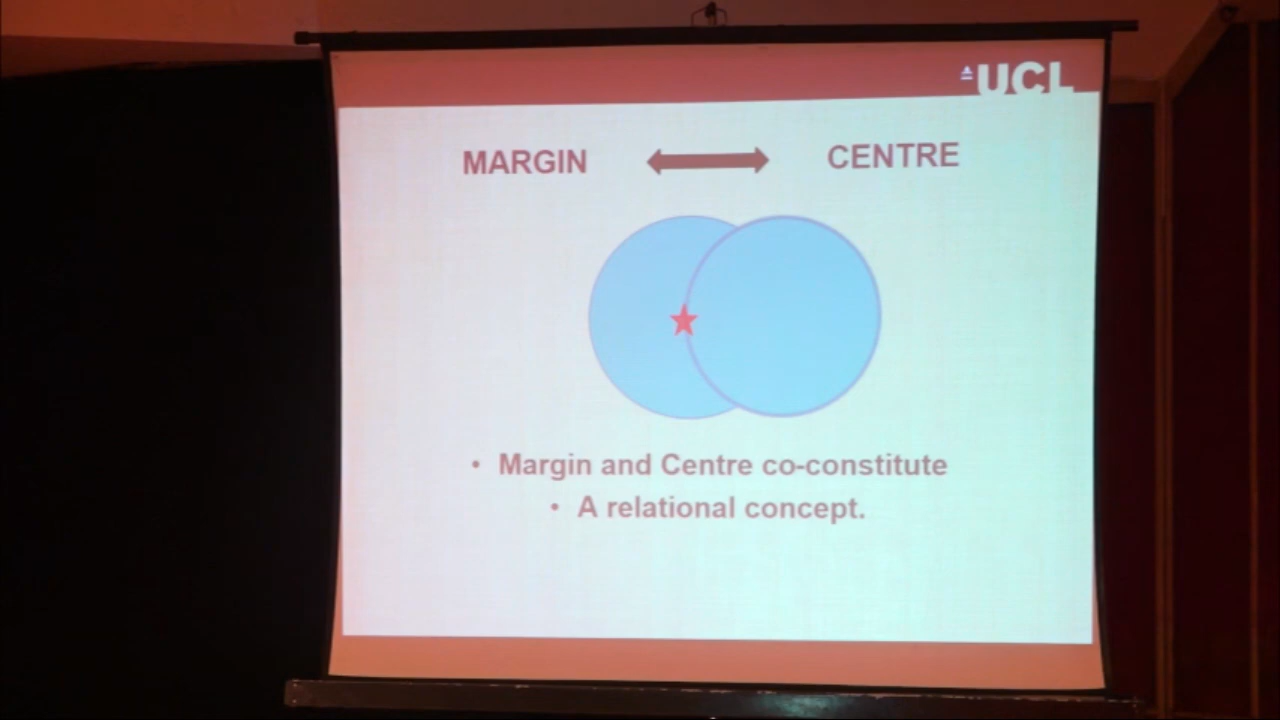 UCL
MARGIN CENTRE
• Margin and Centre co-constitute
• A relational concept.